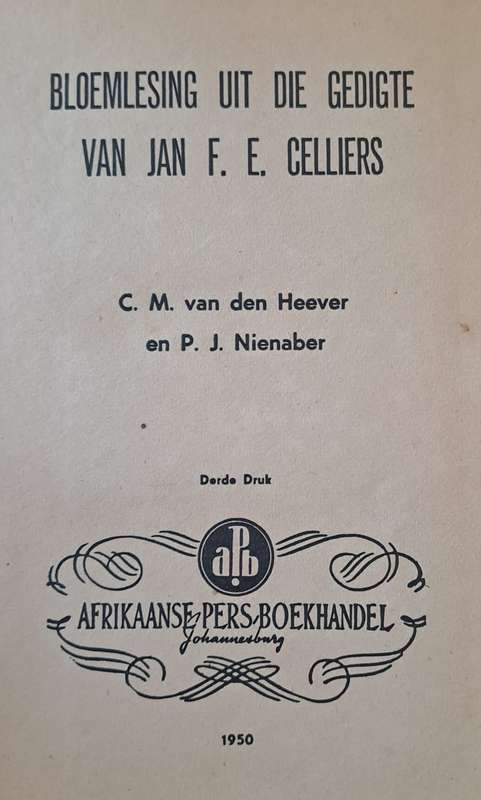 BLOEMLESING UIT DIE GEDIGTE
VAN JAN F. E. CELLIERS
C. M. van den Heever
en P. J. Nienaber
Derde Druk
aPb
AFRIKAANSE PERS-BOEKHANDEL
Johannesburg
1950